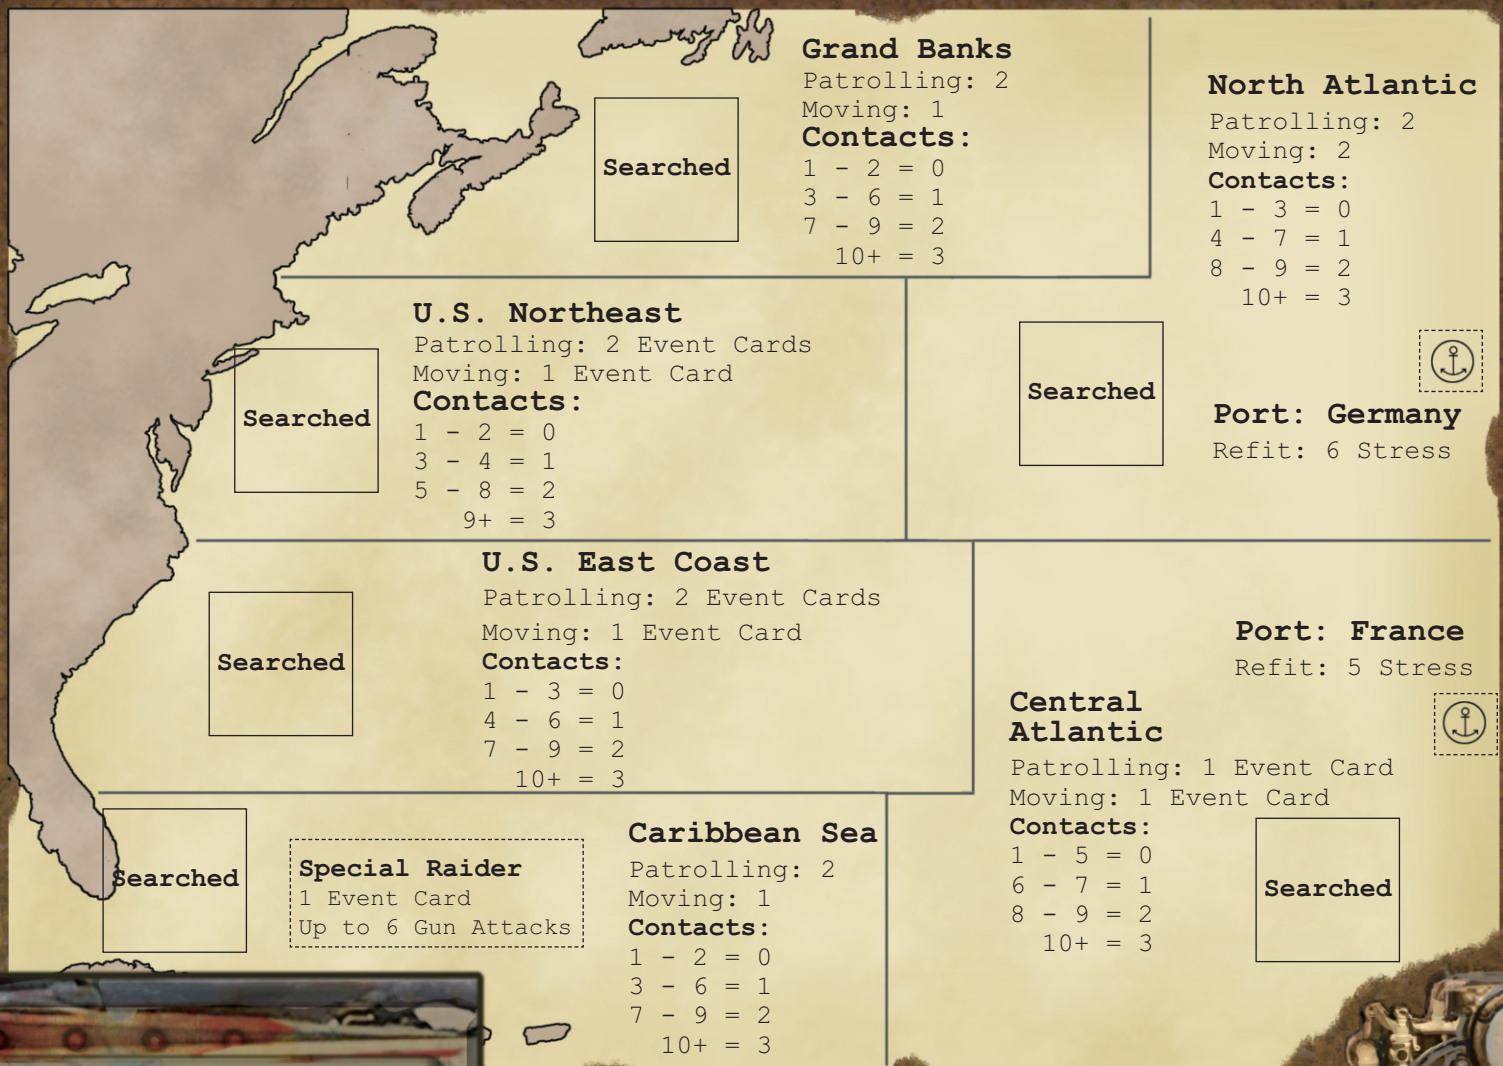 Grand Banks
Patrolling: 2
Moving: 1
Contacts:
1 - 2 = 0
3 - 6 = 1
7 - 9 = 2
10+ = 3
Searched
North Atlantic
Patrolling: 2
Moving: 2
Contacts:
1 - 3 = 0
4 - 7 = 1
8 - 9 = 2
10+ = 3
Searched
Port: Germany
Refit: 6 Stress
U.S. Northeast
Patrolling: 2 Event Cards
Moving: 1 Event Card
Contacts:
1 - 2 = 0
3 - 4 = 1
5 - 8 = 2
9+ = 3
Searched
U.S. East Coast
Patrolling: 2 Event Cards
Moving: 1 Event Card
Contacts:
1 - 3 = 0
4 - 6 = 1
7 - 9 = 2
10+ = 3
Searched
Port: France
Refit: 5 Stress
Central
Atlantic
Patrolling: 1 Event Card
Moving: 1 Event Card
Contacts:
1 - 5 = 0
6 - 7 = 1
8 - 9 = 2
10+ = 3
Searched
Searched
Special Raider
1 Event Card
Up to 6 Gun Attacks
Caribbean Sea
Patrolling: 2
Moving: 1
Contacts:
1 - 2 = 0
3 - 6 = 1
7 - 9 = 2
10+ = 3